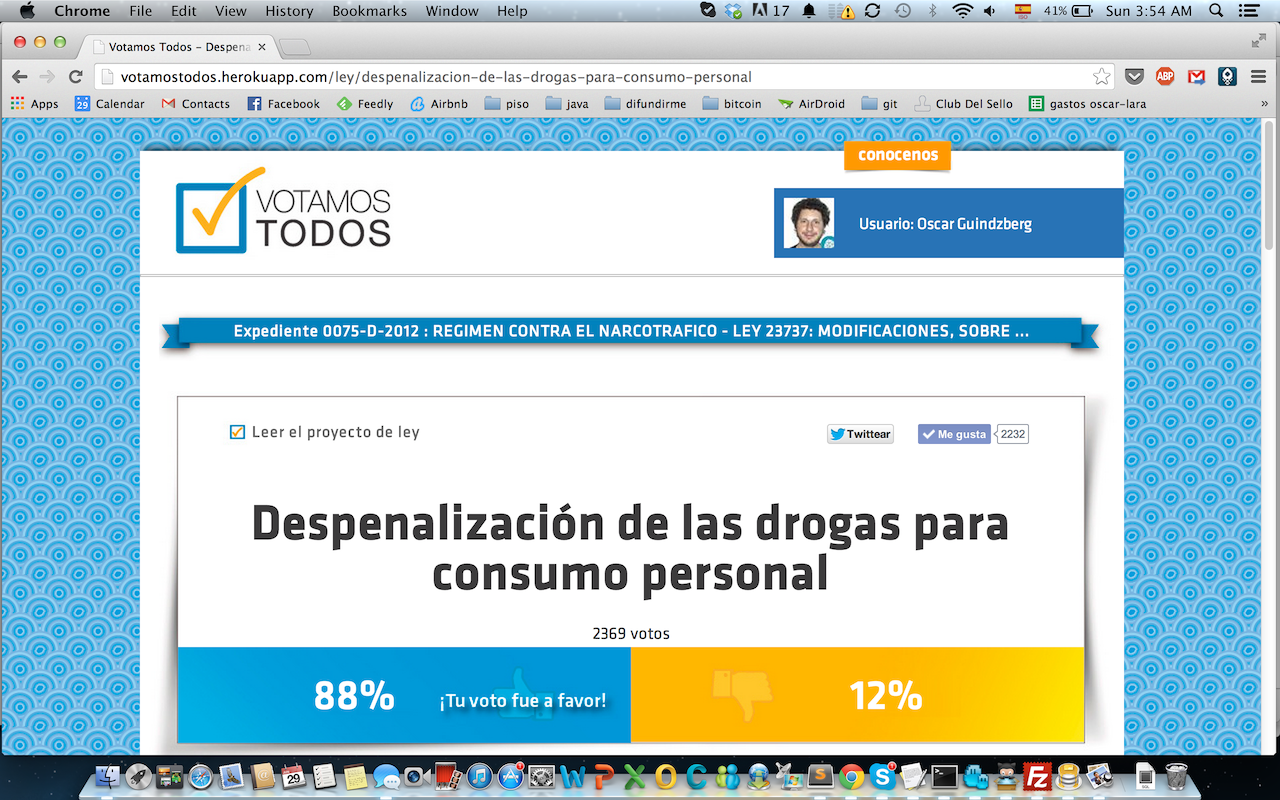 Chrome File Edit View History Bookmarks Window Help 17 ISO 41% Sun 3:54 AM
Votamos Todos – Despena
votamostodos.herokuapp.com/ley/despenalizacion-de-las-drogas-para-consumo-personal ABP
Apps 29 Calendar Contacts Facebook Feedly Airbnb piso java difundirme bitcoin AirDroid git Club Del Sello gastos oscar-lara »
conocenos
VOTAMOS
TODOS
Usuario: Oscar Guindzberg
Expediente 0075-D-2012 : REGIMEN CONTRA EL NARCOTRAFICO - LEY 23737: MODIFICACIONES, SOBRE ...
Leer el proyecto de ley
Twittear
Me gusta 2232
Despenalización de las drogas para
consumo personal
2369 votos
88% ¡Tu voto fue a favor! 12%
29